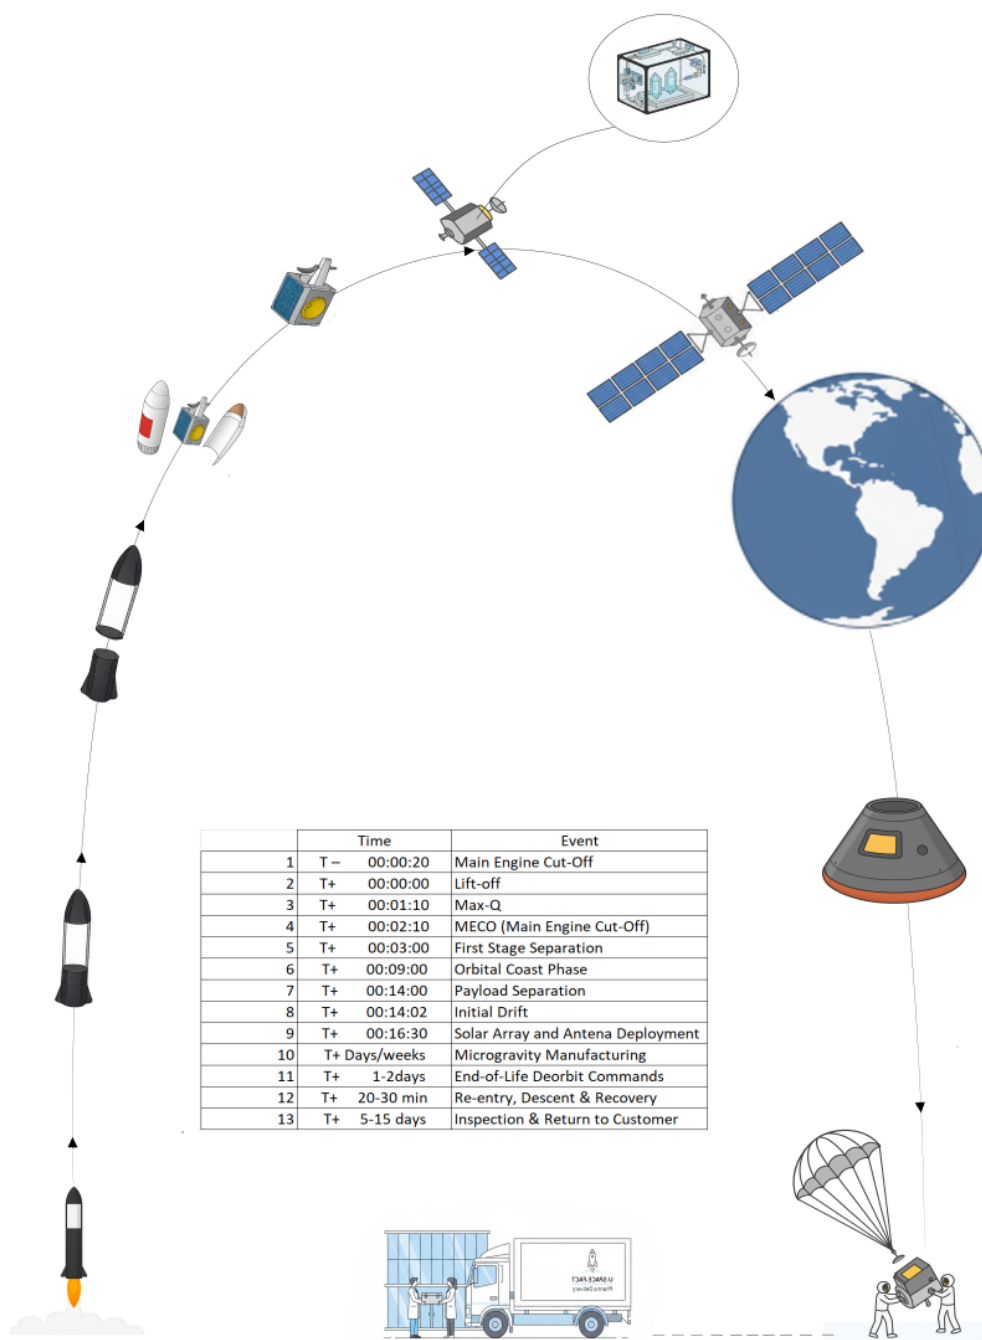 Time Event
1 T – 00:00:20 Main Engine Cut-Off
2 T+ 00:00:00 Lift-off
3 T+ 00:01:10 Max-Q
4 T+ 00:02:10 MECO (Main Engine Cut-Off)
5 T+ 00:03:00 First Stage Separation
6 T+ 00:09:00 Orbital Coast Phase
7 T+ 00:14:00 Payload Separation
8 T+ 00:14:02 Initial Drift
9 T+ 00:16:30 Solar Array and Antena Deployment
10 T+ Days/weeks Microgravity Manufacturing
11 T+ 1-2days End-of-Life Deorbit Commands
12 T+ 20-30 min Re-entry, Descent & Recovery
13 T+ 5-15 days Inspection & Return to Customer
U-SPACE PACT
Pharma Delivery